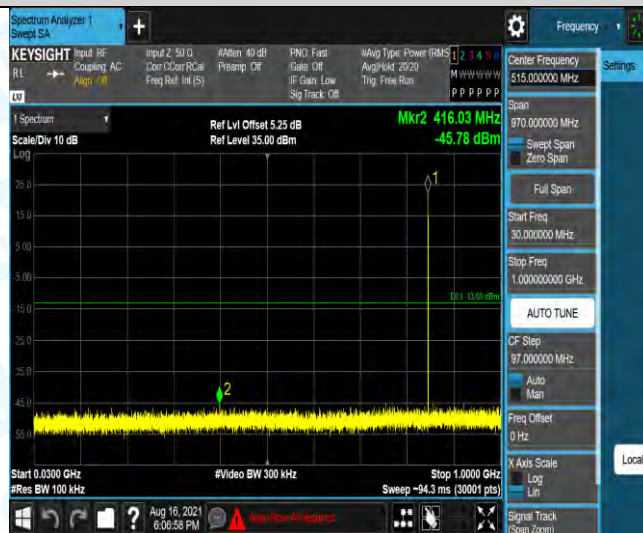 Spectrum Analyzer 1
Swept SA
Frequency
KEYSIGHT
Input: RF
Coupling: AC
Align: Off
Input Z: 50 Ω
Corr CCorr RCal
Freq Ref: Int (S)
#Atten: 40 dB
Preamp: Off
PNO: Fast
Gate: Off
IF Gain: Low
Sig Track: Off
#Avg Type: Power (RMS
Avg|Hold: 20/20
Trig: Free Run
1 2 3 4 5 6
M W W W W W
P P P P P P
RL
LXI
1 Spectrum
Scale/Div 10 dB
Log
Ref Lvl Offset 5.25 dB
Ref Level 35.00 dBm
Mkr2 416.03 MHz
-45.78 dBm
25.0
15.0
5.00
-5.00
-15.0
-25.0
-35.0
-45.0
-55.0
DL1 -13.00 dBm
1
2
Start 0.0300 GHz
#Res BW 100 kHz
#Video BW 300 kHz
Stop 1.0000 GHz
Sweep ~94.3 ms (30001 pts)
Aug 16, 2021
6:06:58 PM
Center Frequency
515.000000 MHz
Settings
Span
970.000000 MHz
Swept Span
Zero Span
Full Span
Start Freq
30.000000 MHz
Stop Freq
1.000000000 GHz
AUTO TUNE
CF Step
97.000000 MHz
Auto
Man
Freq Offset
0 Hz
X Axis Scale
Log
Lin
Local
Signal Track
(Span Zoom)